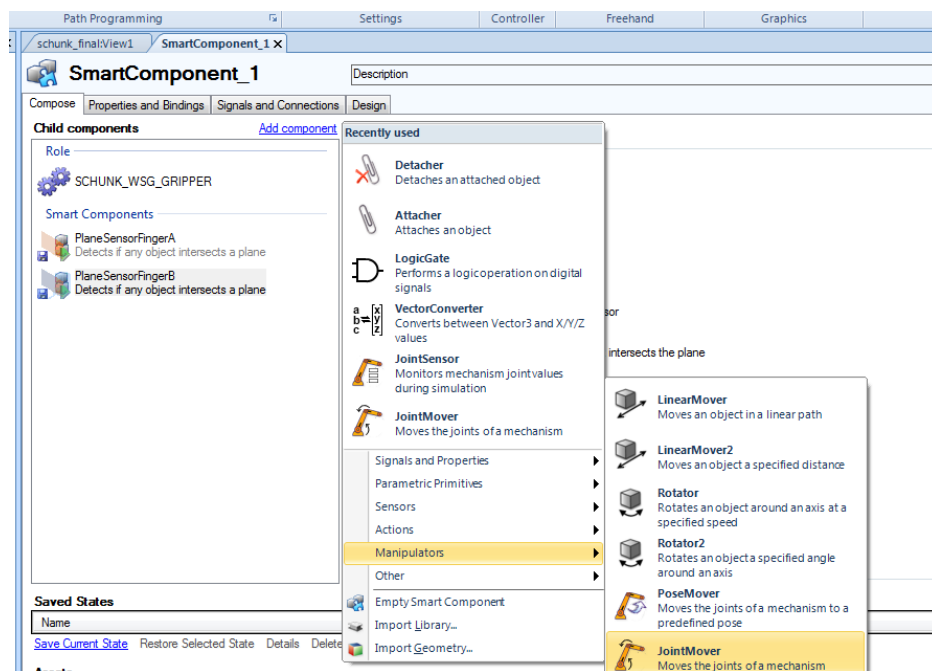 Path Programming Settings Controller Freehand Graphics
schunk_final:View1 SmartComponent_1 X
SmartComponent_1 Description
Compose Properties and Bindings Signals and Connections Design
Child components Add component
Role
SCHUNK_WSG_GRIPPER
Smart Components
PlaneSensorFingerA
Detects if any object intersects a plane
PlaneSensorFingerB
Detects if any object intersects a plane
Saved States
Name
Save Current State Restore Selected State Details Delete
Recently used
Detacher
Detaches an attached object
Attacher
Attaches an object
LogicGate
Performs a logic operation on digital
signals
a b c x y z
VectorConverter
Converts between Vector3 and X/Y/Z
values
JointSensor
Monitors mechanism joint values
during simulation
JointMover
Moves the joints of a mechanism
Signals and Properties
Parametric Primitives
Sensors
Actions
Manipulators
Other
Empty Smart Component
Import Library...
Import Geometry...
intersects the plane
LinearMover
Moves an object in a linear path
LinearMover2
Moves an object a specified distance
Rotator
Rotates an object around an axis at a
specified speed
Rotator2
Rotates an object a specified angle
around an axis
PoseMover
Moves the joints of a mechanism to a
predefined pose
JointMover
Moves the joints of a mechanism